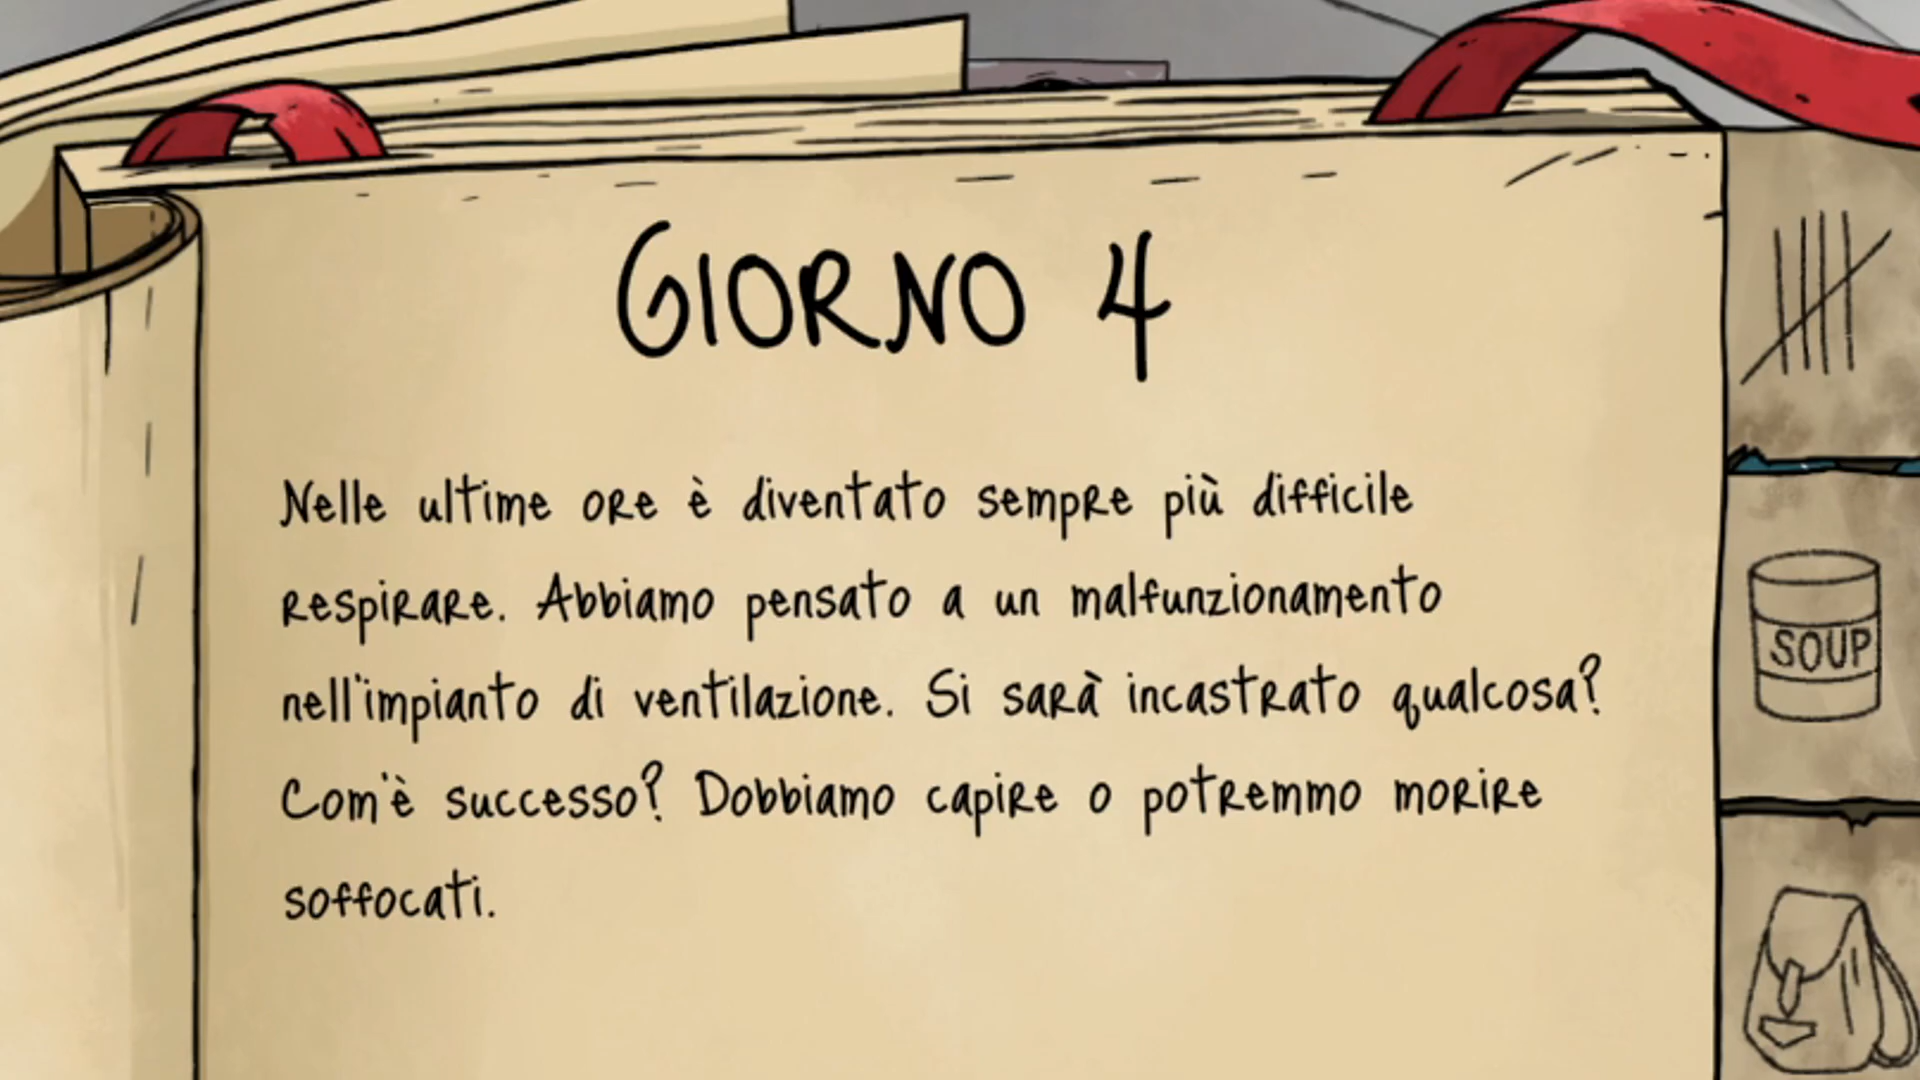 GIORNO 4
Nelle ultime ore è diventato sempre più difficile
respirare. Abbiamo pensato a un malfunzionamento
nell'impianto di ventilazione. Si sarà incastrato qualcosa?
Com'è successo? Dobbiamo capire o potremmo morire
soffocati.
SOUP